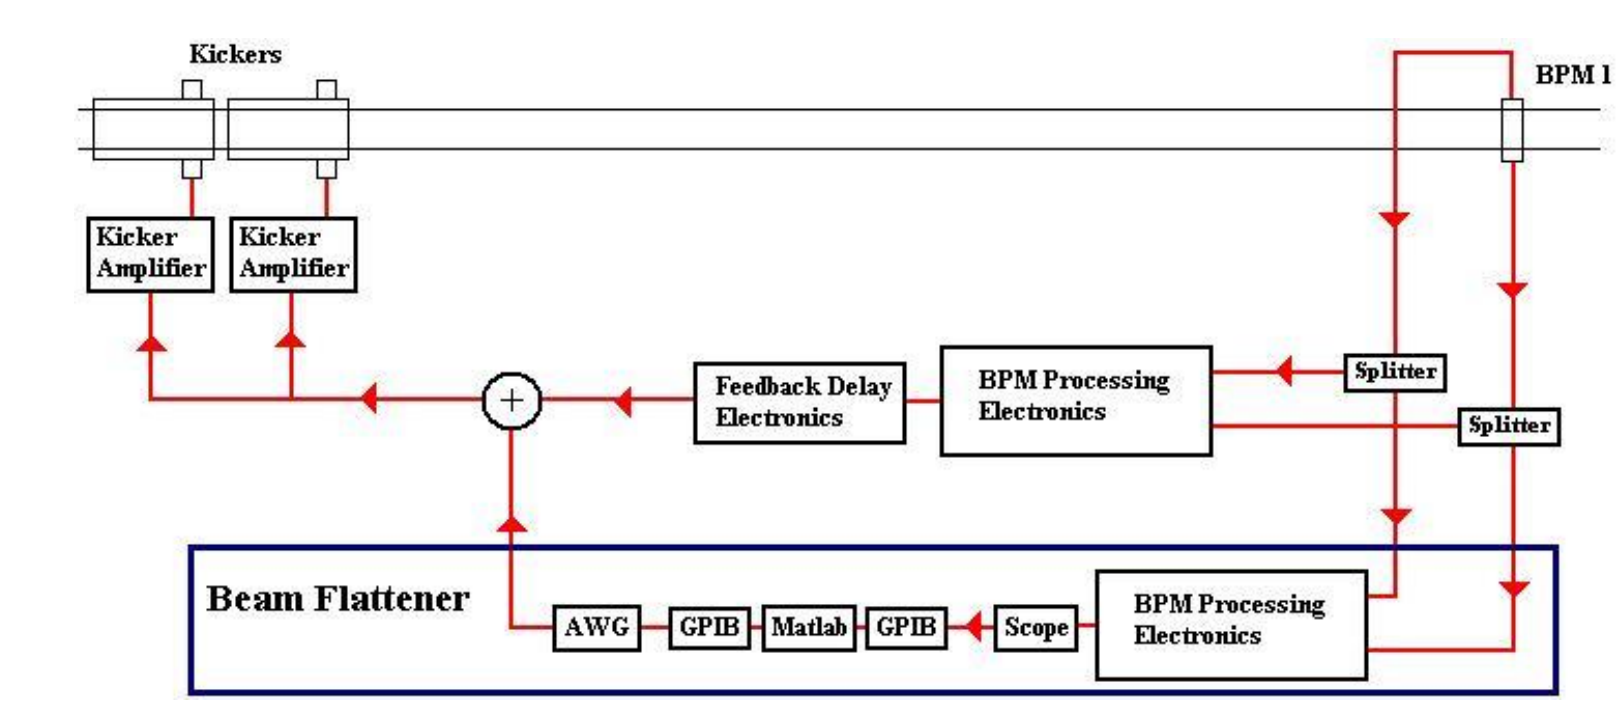 Kickers
BPM 1
Kicker
Amplifier
Kicker
Amplifier
Splitter
BPM Processing
Electronics
Feedback Delay
Electronics
+
Splitter
Beam Flattener
AWG
GPIB
Matlab
GPIB
Scope
BPM Processing
Electronics